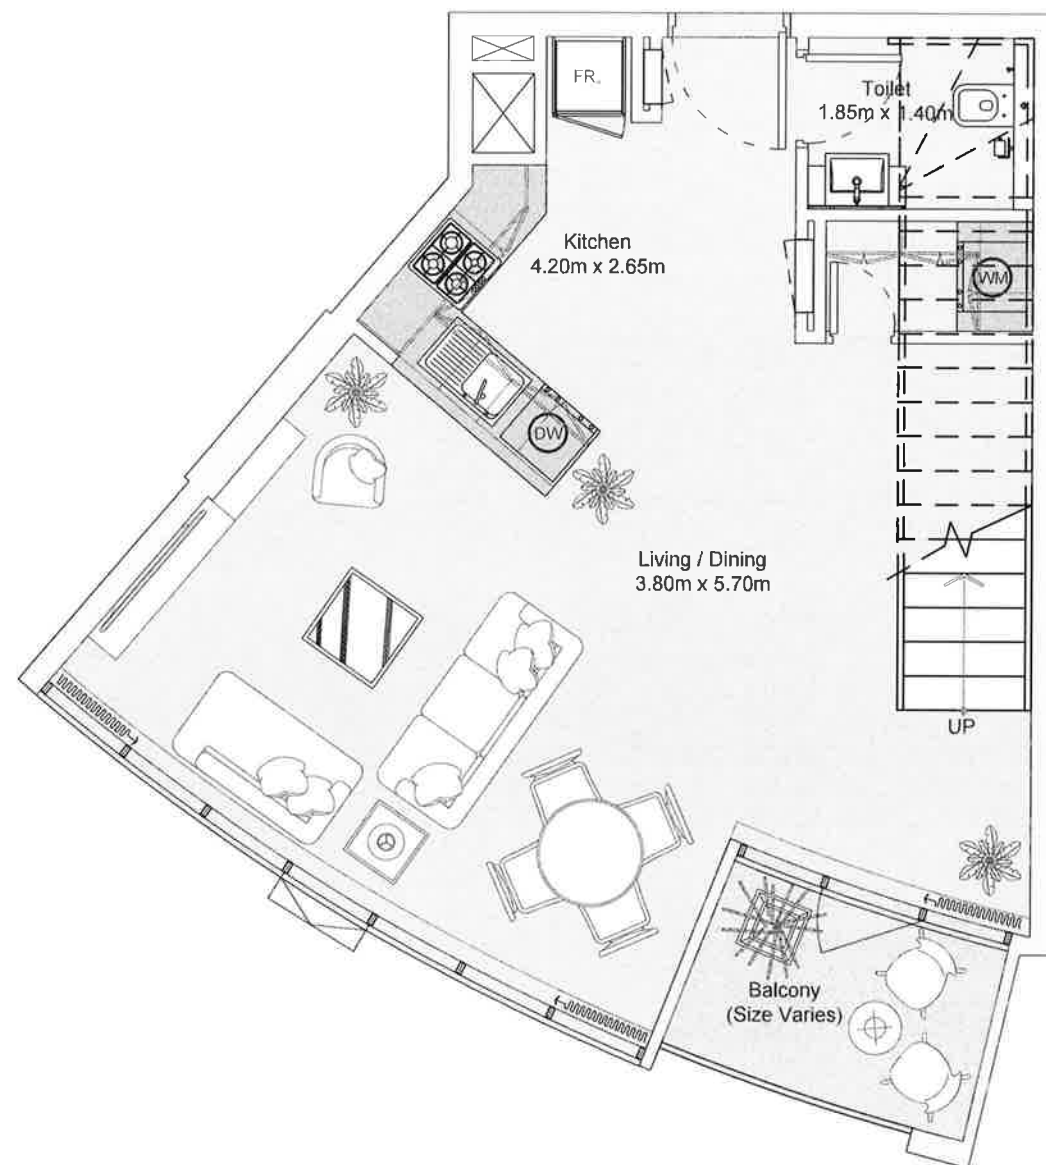 FR.
Toilet
1.85m x 1.40m
Kitchen
4.20m x 2.65m
WM
DW
Living / Dining
3.80m x 5.70m
UP
Balcony
(Size Varies)